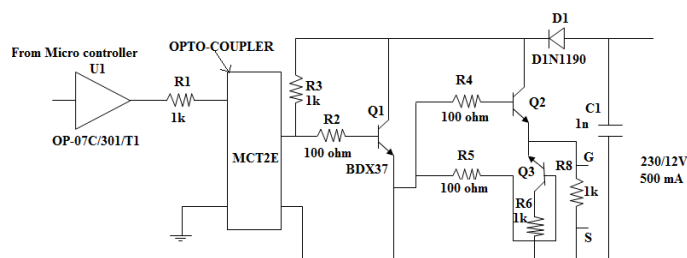 D1
From Micro controller
OPTO-COUPLER
U1
D1N1190
R1
R3
1k
R4
Q2
C1
1n
1k
R2
Q1
100 ohm
OP-07C/301/T1
MCT2E
100 ohm
BDX37
R5
Q3
R8
G
230/12V
500 mA
100 ohm
R6
1k
1k
S